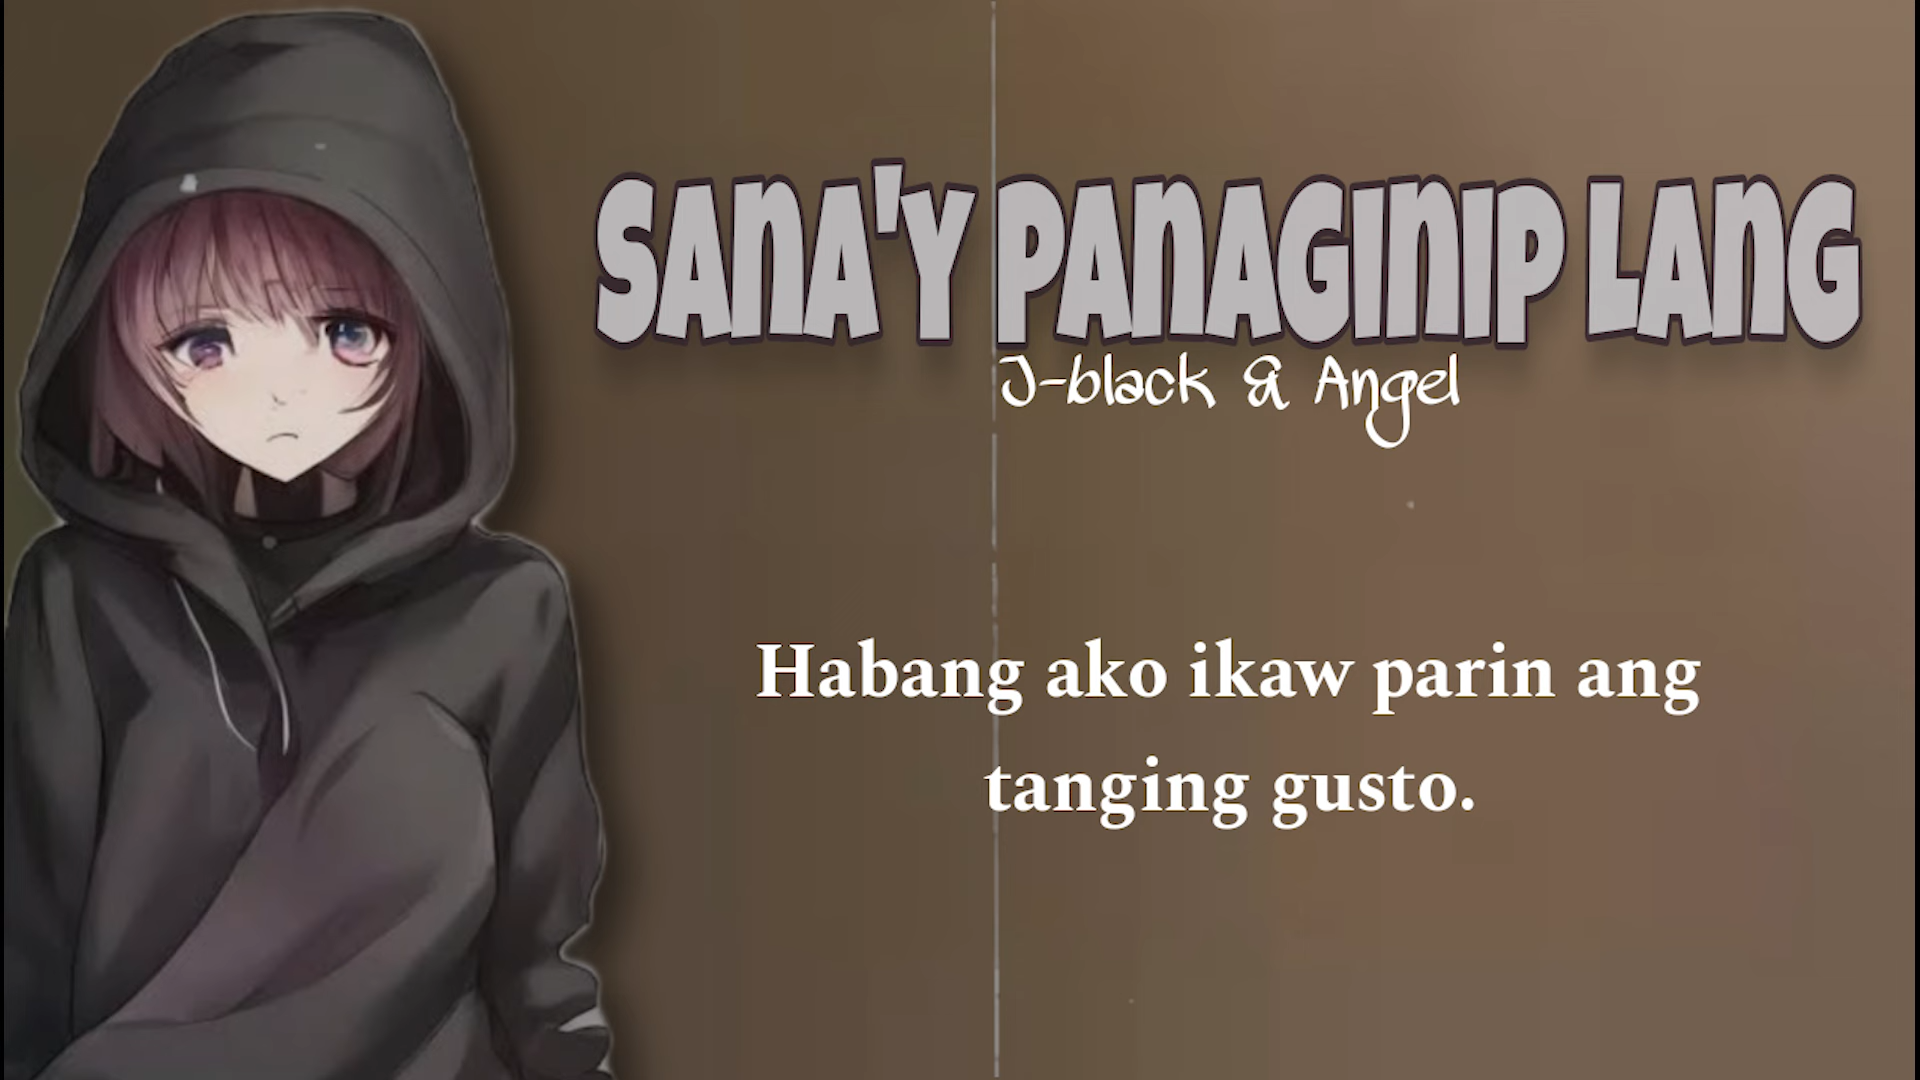 SANA'Y PANAGINIP LANG
J-black & Angel
Habang ako ikaw parin ang
tanging gusto.